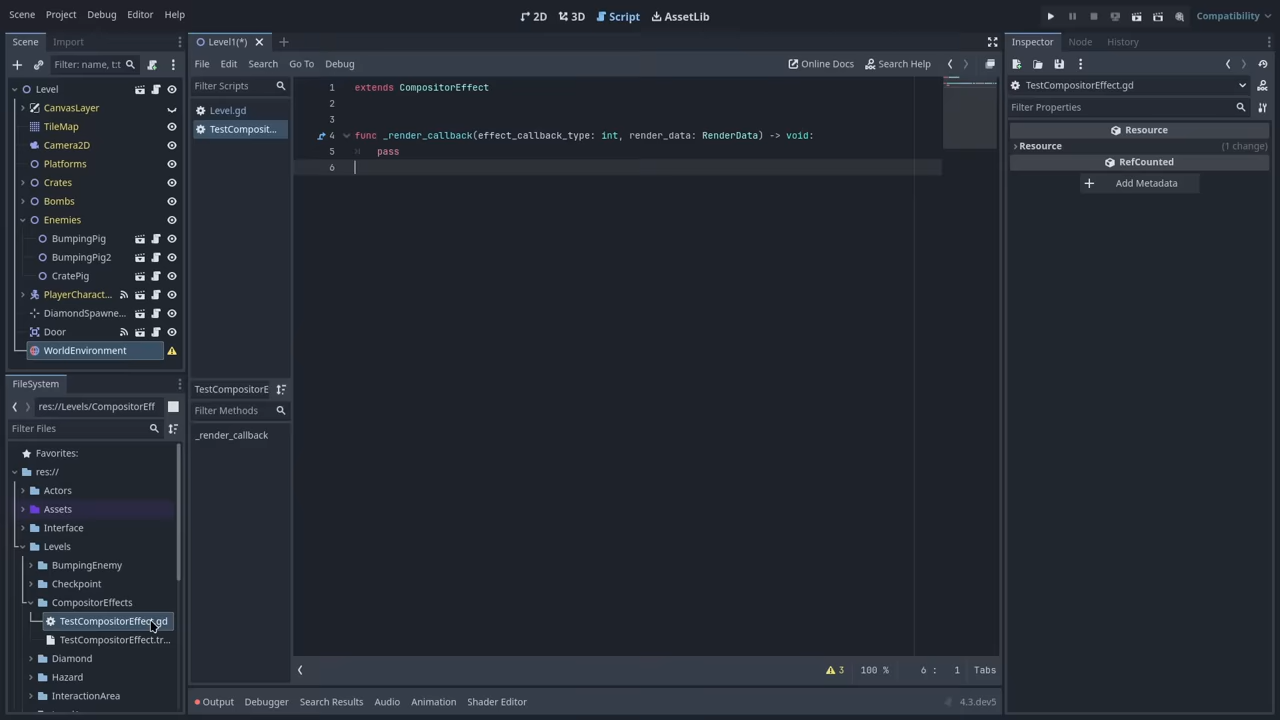 Scene Project Debug Editor Help
2D 3D Script AssetLib
Compatibility
Scene Import
Filter: name, t:t
Level
CanvasLayer
TileMap
Camera2D
Platforms
Crates
Bombs
Enemies
BumpingPig
BumpingPig2
CratePig
PlayerCharact...
DiamondSpawne...
Door
WorldEnvironment
FileSystem
res://Levels/CompositorEff
Filter Files
Favorites:
res://
Actors
Assets
Interface
Levels
BumpingEnemy
Checkpoint
CompositorEffects
TestCompositorEffect.gd
TestCompositorEffect.tr...
Diamond
Hazard
InteractionArea
Level1(*)
File Edit Search Go To Debug
Online Docs Search Help
Filter Scripts
Level.gd
TestComposit...
TestCompositorE
Filter Methods
_render_callback
1 extends CompositorEffect
2
3
4 func _render_callback(effect_callback_type: int, render_data: RenderData) -> void:
5 pass
6
3 100 % 6 : 1 Tabs
Output Debugger Search Results Audio Animation Shader Editor
4.3.dev5
Inspector Node History
TestCompositorEffect.gd
Filter Properties
Resource
Resource (1 change)
RefCounted
Add Metadata